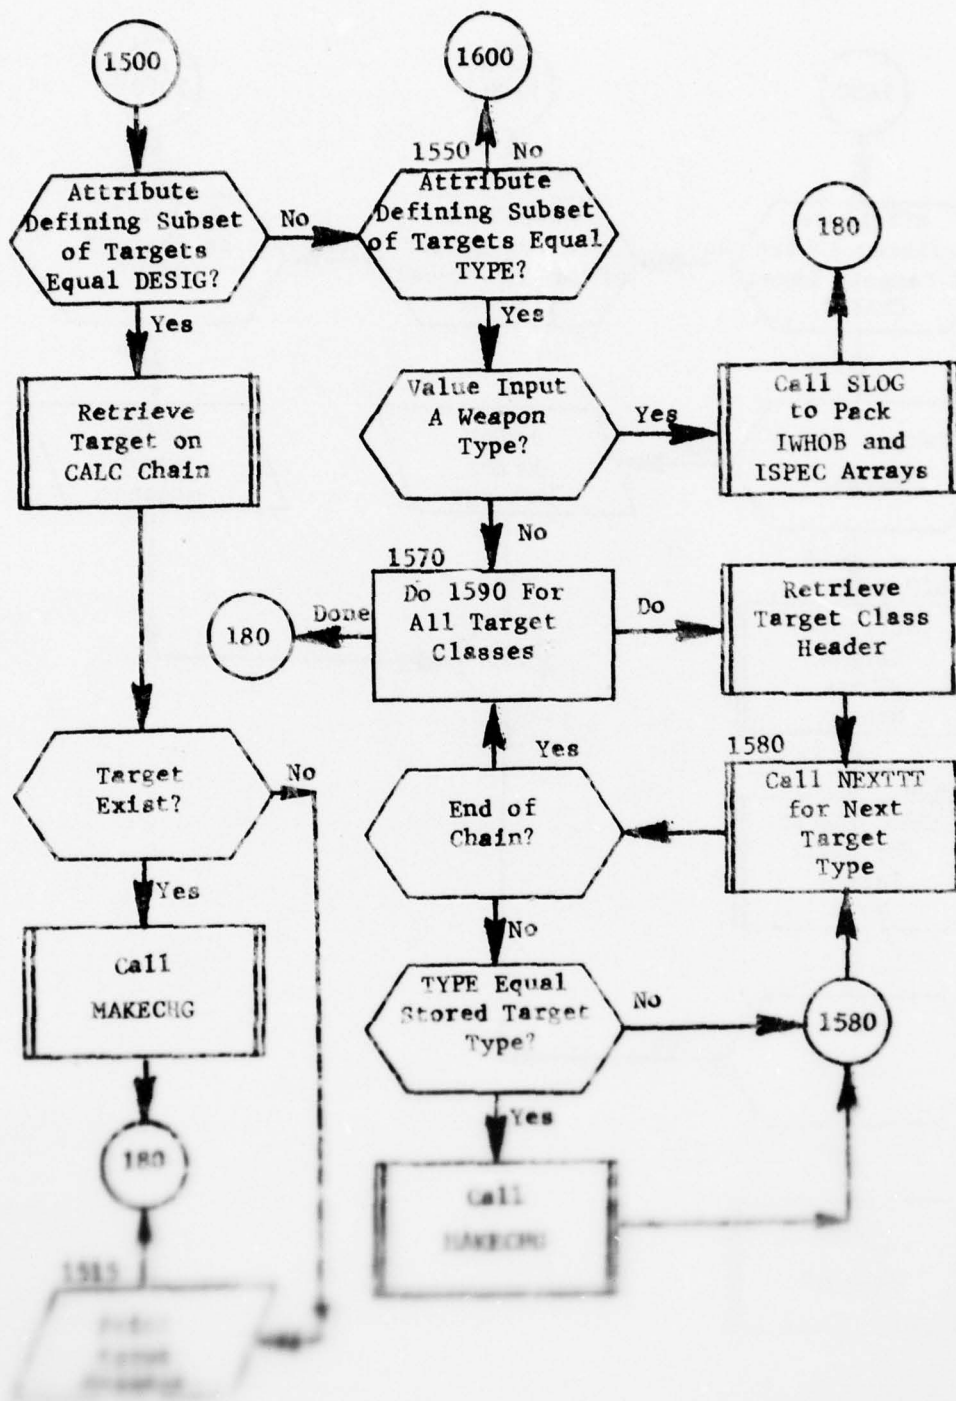 1500
Attribute
Defining Subset
of Targets
Equal DESIG?
No
Yes
Retrieve
Target on
CALC Chain
Target
Exist?
No
Yes
Call
MAKECHG
180
1515
1600
1550 No
Attribute
Defining Subset
of Targets Equal
TYPE?
Yes
Value Input
A Weapon
Type?
Yes
No
180
Call SLOG
to Pack
IWHOB and
ISPEC Arrays
1570
Do 1590 For
All Target
Classes
Done
180
Do
Retrieve
Target Class
Header
1580
Call NEXTTT
for Next
Target
Type
End of
Chain?
Yes
No
TYPE Equal
Stored Target
Type?
No
1580
Yes
Call
MAKECHG